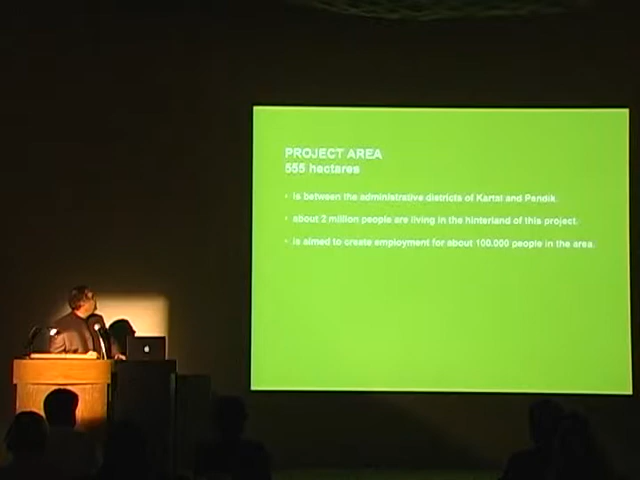 PROJECT AREA
555 hectares
• is between the administrative districts of Kartal and Pendik.
• about 2 million people are living in the hinterland of this project.
• is aimed to create employment for about 100.000 people in the area.